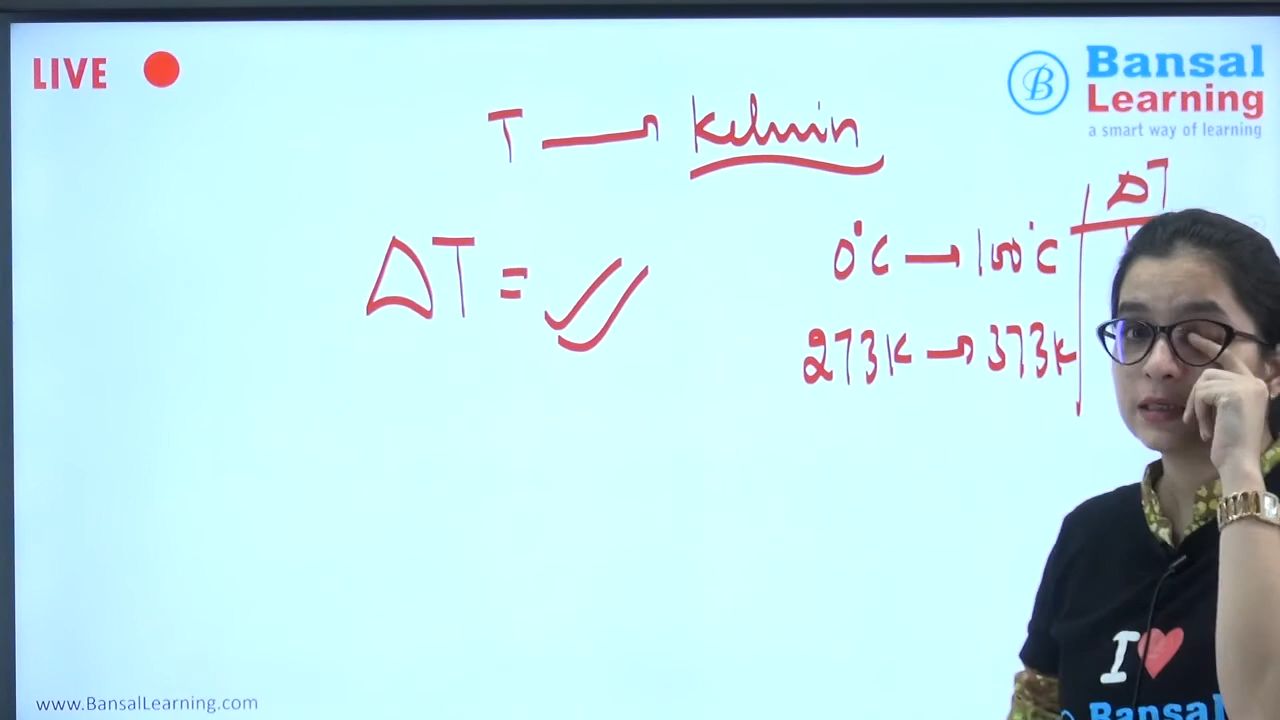 LIVE
Bansal
Learning
a smart way of learning
T → Kelvin
ΔT
ΔT =
0°C → 100°C
273K → 373K
I ❤
Bansal
www.BansalLearning.com